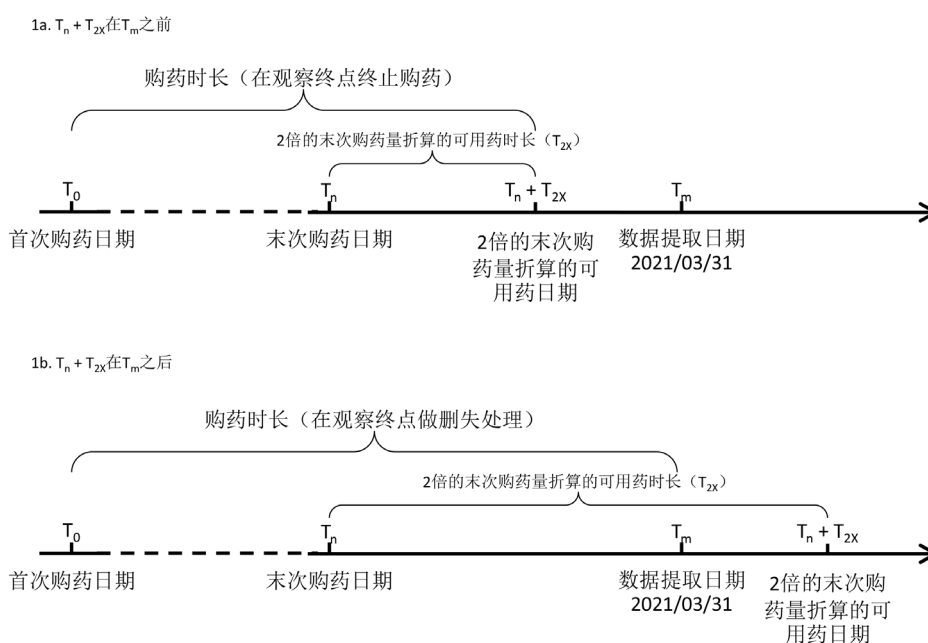 1a. Tn + T2X在Tm之前
购药时长（在观察终点终止购药）
2倍的末次购药量折算的可用药时长（T2X）
T0
Tn
Tn + T2X
Tm
首次购药日期
末次购药日期
2倍的末次购
药量折算的可
用药日期
数据提取日期
2021/03/31
1b. Tn + T2X在Tm之后
购药时长（在观察终点做删失处理）
2倍的末次购药量折算的可用药时长（T2X）
T0
Tn
Tm
Tn + T2X
首次购药日期
末次购药日期
数据提取日期
2021/03/31
2倍的末次购
药量折算的可
用药日期